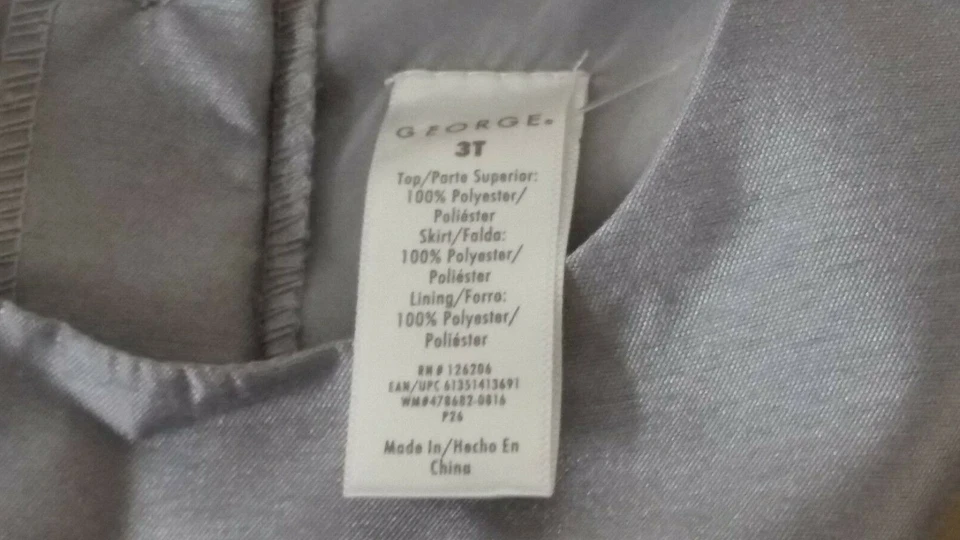 GEORGE®
3T
Top/Parte Superior:
100% Polyester/
Poliéster
Skirt/Falda:
100% Polyester/
Poliéster
Lining/Forro:
100% Polyester/
Poliéster
RN# 126206
EAN/UPC 61351413691
WM#478682-0816
P26
Made In/Hecho En
China